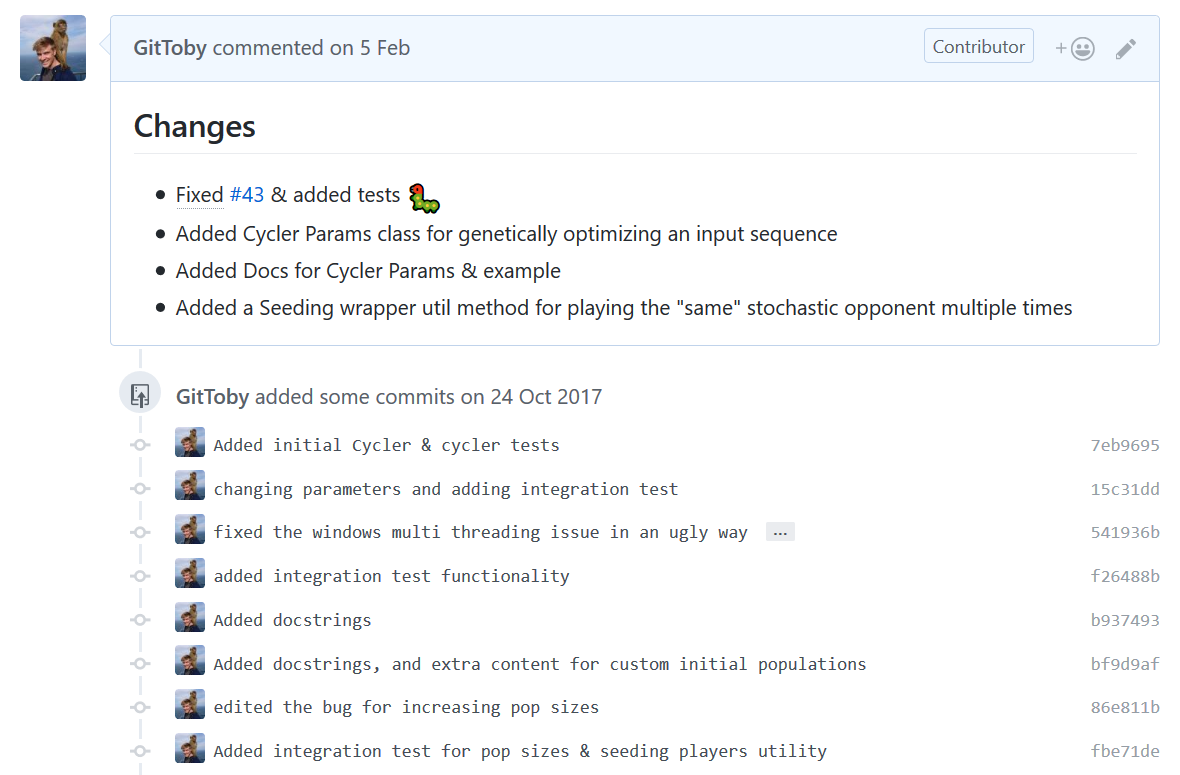 GitToby commented on 5 Feb
Contributor
+
Changes
Fixed #43 & added tests
Added Cycler Params class for genetically optimizing an input sequence
Added Docs for Cycler Params & example
Added a Seeding wrapper util method for playing the "same" stochastic opponent multiple times
GitToby added some commits on 24 Oct 2017
Added initial Cycler & cycler tests 7eb9695
changing parameters and adding integration test 15c31dd
fixed the windows multi threading issue in an ugly way ... 541936b
added integration test functionality f26488b
Added docstrings b937493
Added docstrings, and extra content for custom initial populations bf9d9af
edited the bug for increasing pop sizes 86e811b
Added integration test for pop sizes & seeding players utility fbe71de